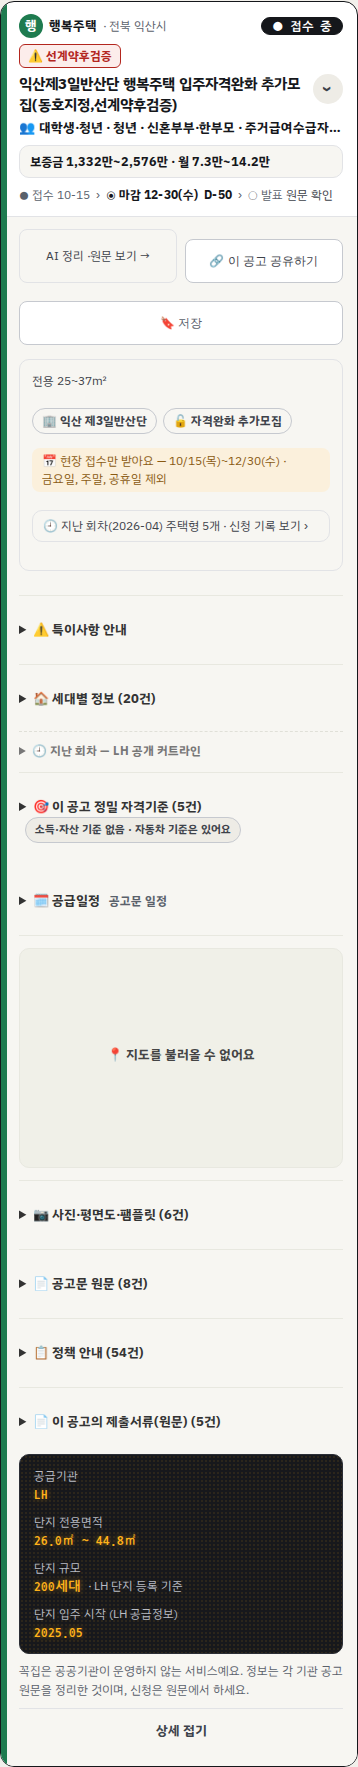 행 행복주택 · 전북 익산시 ● 접수 중
⚠️ 선계약후검증
익산제3일반산단 행복주택 입주자격완화 추가모
집(동호지정,선계약후검증)
👥 대학생·청년 · 청년 · 신혼부부·한부모 · 주거급여수급자...
보증금 1,332만~2,576만 · 월 7.3만~14.2만
● 접수 10-15 › ◉ 마감 12-30(수) D-50 › ○ 발표 원문 확인
AI 정리 ·원문 보기 →
🔗 이 공고 공유하기
🔖 저장
전용 25~37m²
🏢 익산 제3일반산단
🔓 자격완화 추가모집
📅 현장 접수만 받아요 — 10/15(목)~12/30(수) ·
금요일, 주말, 공휴일 제외
🕘 지난 회차(2026-04) 주택형 5개 · 신청 기록 보기 ›
▶ ⚠️ 특이사항 안내
▶ 🏠 세대별 정보 (20건)
▶ 🕘 지난 회차 — LH 공개 커트라인
▶ 🎯 이 공고 정밀 자격기준 (5건)
소득·자산 기준 없음 · 자동차 기준은 있어요
▶ 🗓️ 공급일정 공고문 일정
📍 지도를 불러올 수 없어요
▶ 📷 사진·평면도·팸플릿 (6건)
▶ 📄 공고문 원문 (8건)
▶ 📋 정책 안내 (54건)
▶ 📄 이 공고의 제출서류(원문) (5건)
공급기관
LH
단지 전용면적
26.0㎡ ~ 44.8㎡
단지 규모
200세대 · LH 단지 등록 기준
단지 입주 시작 (LH 공급정보)
2025.05
꼭집은 공공기관이 운영하지 않는 서비스예요. 정보는 각 기관 공고
원문을 정리한 것이며, 신청은 원문에서 하세요.
상세 접기